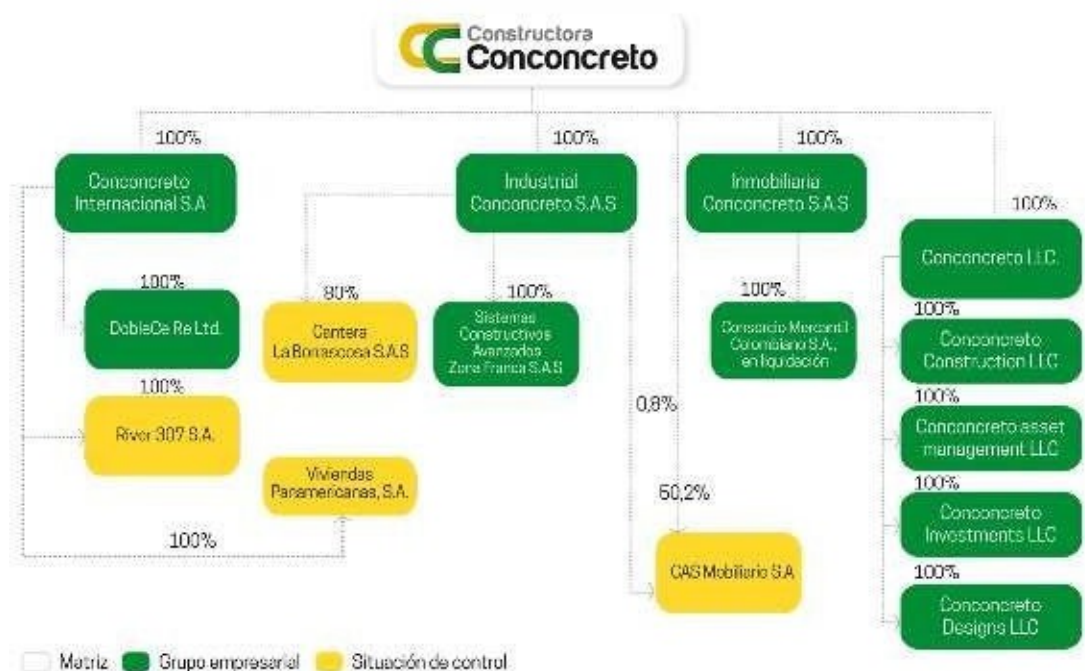 Constructora
Conconcreto
100%
100%
100%
100%
Conconcreto
Internacional S.A
Industrial
Conconcreto S.A.S
Inmobiliaria
Conconcreto S.A.S
Conconcreto LLC.
100%
DobleCe Re Ltd.
80%
Cantera
La Borrascosa S.A.S
100%
Sistemas
Constructivos
Avanzados
Zona Franca S.A.S
100%
Consorcio Mercantil
Colombiano S.A.,
en liquidación
100%
Conconcreto
Construction LLC
100%
River 307 S.A.
0,8%
100%
Conconcreto asset
management LLC
Viviendas
Panamericanas, S.A.
100%
50,2%
CAS Mobiliario S.A
100%
Conconcreto
Investments LLC
100%
Conconcreto
Designs LLC
Matriz
Grupo empresarial
Situación de control